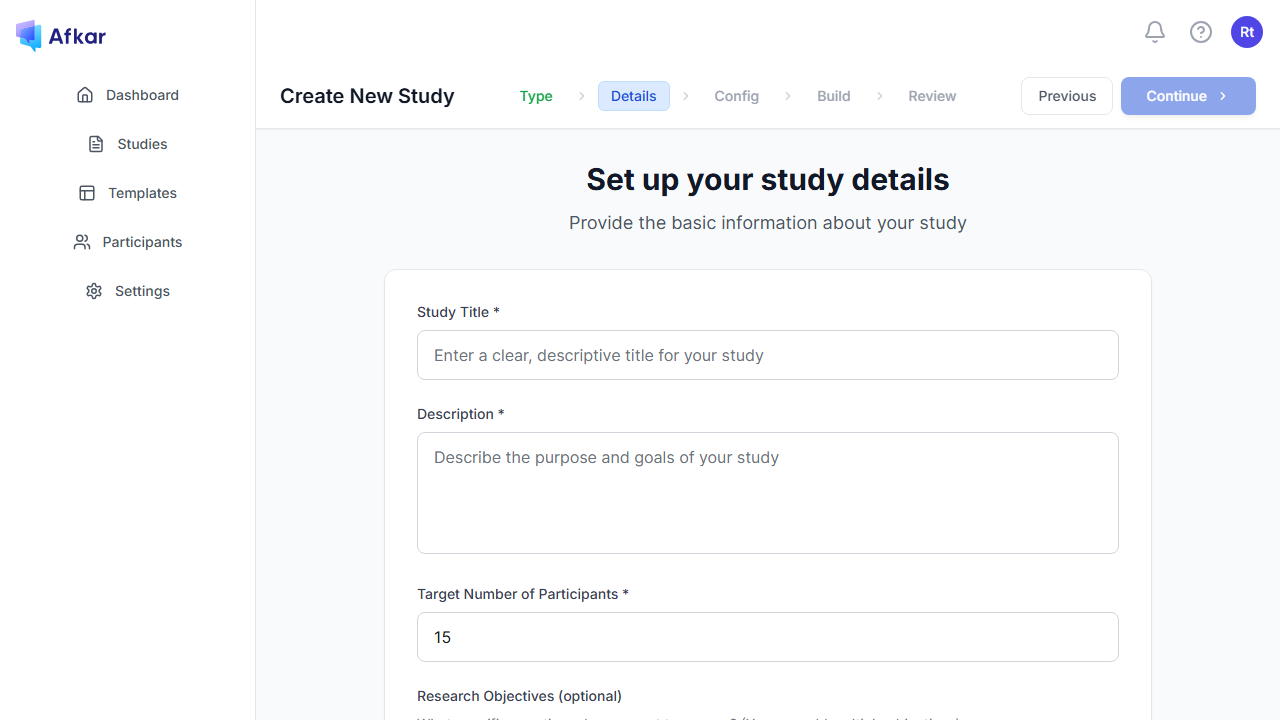 Afkar
Rt
Dashboard
Studies
Templates
Participants
Settings
Create New Study
Type
Details
Config
Build
Review
Previous
Continue
Set up your study details
Provide the basic information about your study
Study Title *
Enter a clear, descriptive title for your study
Description *
Describe the purpose and goals of your study
Target Number of Participants *
15
Research Objectives (optional)